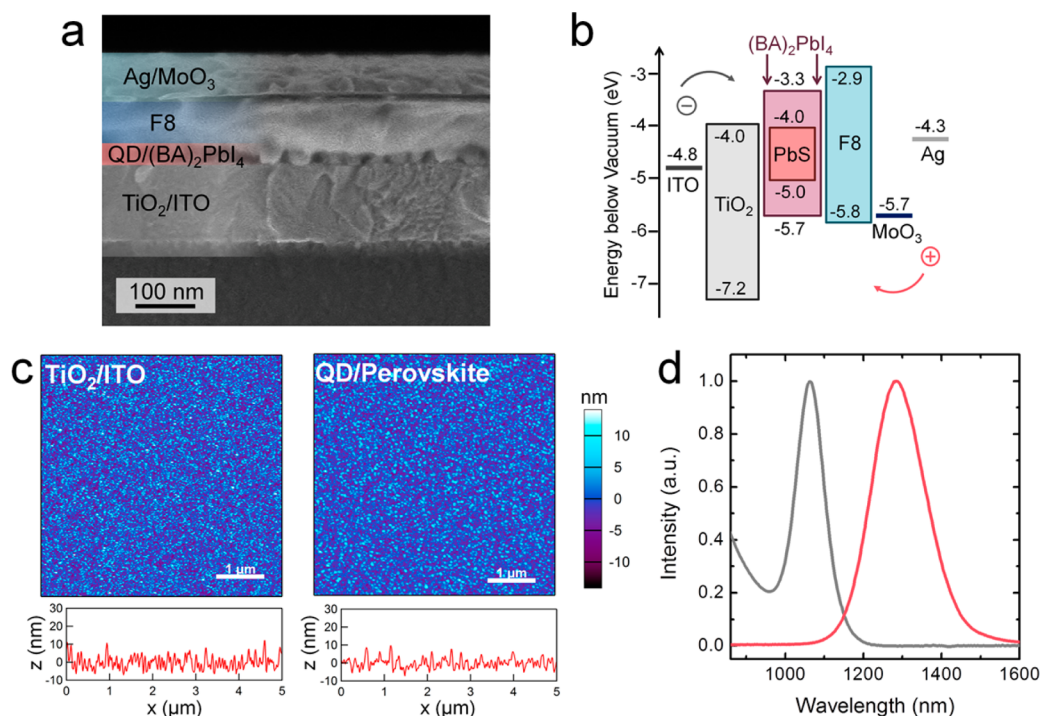 a
Ag/MoO₃
F8
QD/(BA)₂PbI₄
TiO₂/ITO
100 nm
b
(BA)₂PbI₄
Energy below Vacuum (eV)
-3
-4
-5
-6
-7
−
-4.8
ITO
-4.0
TiO₂
-7.2
-3.3
-4.0
PbS
-5.0
-5.7
-2.9
F8
-5.8
-4.3
Ag
-5.7
MoO₃
+
c
TiO₂/ITO
1 µm
QD/Perovskite
1 µm
nm
10
5
0
-5
-10
z (nm)
30
20
10
0
-10
0 1 2 3 4 5
x (µm)
z (nm)
30
20
10
0
-10
0 1 2 3 4 5
x (µm)
d
Intensity (a.u.)
1.0
0.8
0.6
0.4
0.2
0.0
1000 1200 1400 1600
Wavelength (nm)